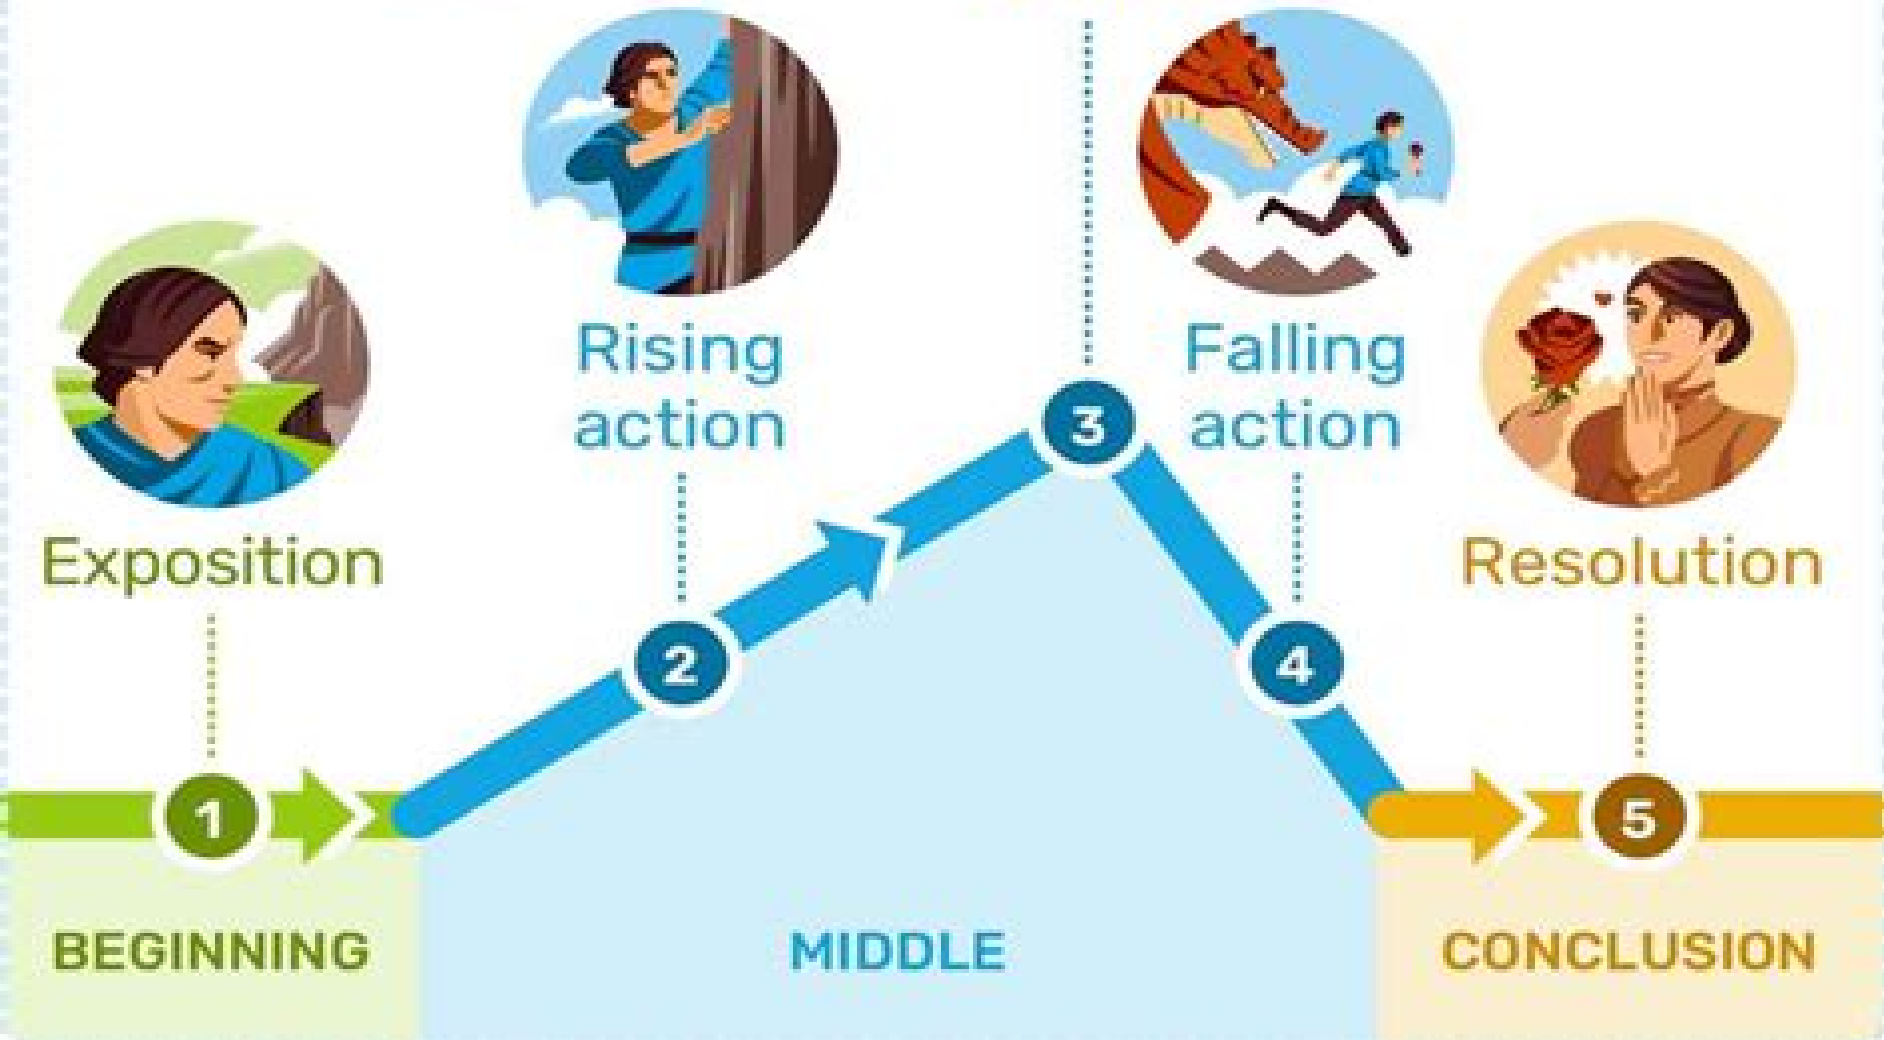 Rising
action
Falling
action
Exposition
Resolution
3
2
4
1
5
BEGINNING
MIDDLE
CONCLUSION